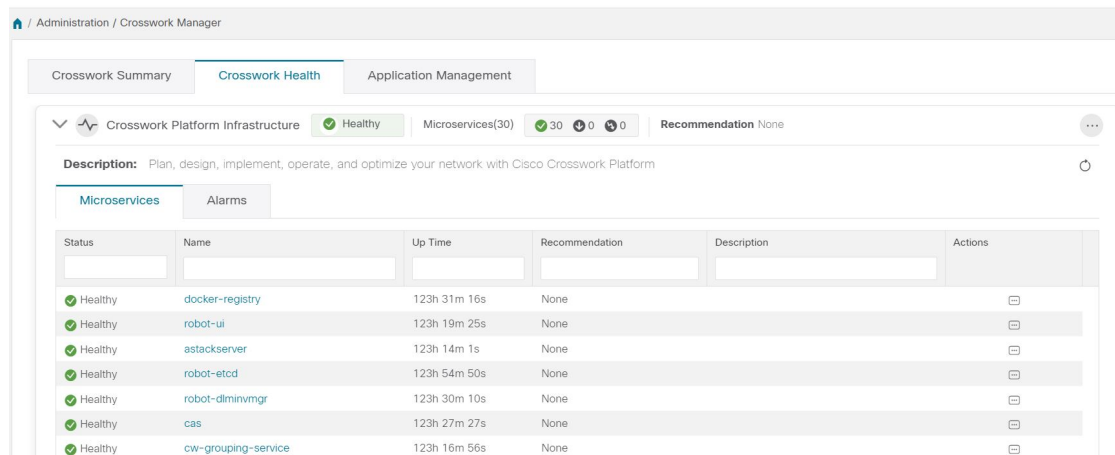 / Administration / Crosswork Manager
Crosswork Summary Crosswork Health Application Management
Crosswork Platform Infrastructure Healthy Microservices(30) 30 0 0 Recommendation None
Description: Plan, design, implement, operate, and optimize your network with Cisco Crosswork Platform
Microservices Alarms
Status Name Up Time Recommendation Description Actions
Healthy docker-registry 123h 31m 16s None
Healthy robot-ui 123h 19m 25s None
Healthy astackserver 123h 14m 1s None
Healthy robot-etcd 123h 54m 50s None
Healthy robot-dlminvmgr 123h 30m 10s None
Healthy cas 123h 27m 27s None
Healthy cw-grouping-service 123h 16m 56s None